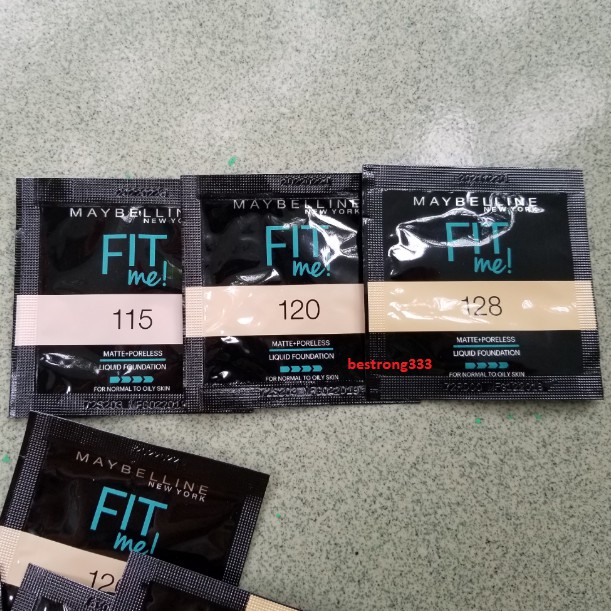 MAYBELLINE
NEW YORK
FIT
me!
115
MATTE+PORELESS
LIQUID FOUNDATION
FOR NORMAL TO OILY SKIN
MAYBELLINE
NEW YORK
FIT
me!
120
MATTE+PORELESS
LIQUID FOUNDATION
FOR NORMAL TO OILY SKIN
MAYBELLINE
NEW YORK
FIT
me!
128
MATTE+PORELESS
LIQUID FOUNDATION
FOR NORMAL TO OILY SKIN
bestrong333
MAYBELLINE
NEW YORK
FIT
me!
12